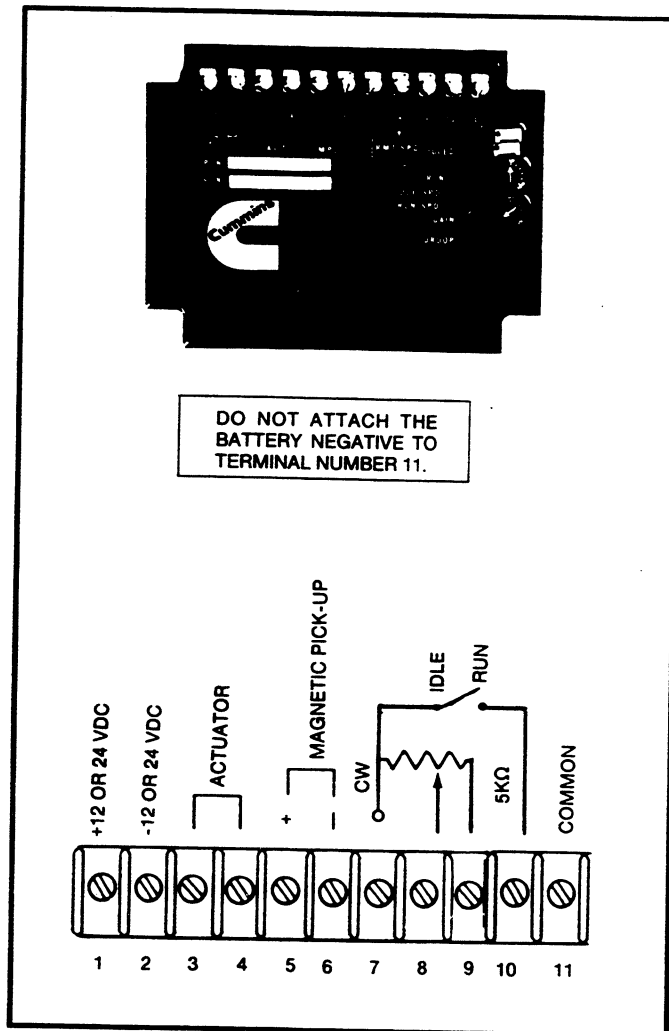 Cummins
GAIN
DROOP
DO NOT ATTACH THE
BATTERY NEGATIVE TO
TERMINAL NUMBER 11.
+12 OR 24 VDC
-12 OR 24 VDC
ACTUATOR
+
-
MAGNETIC PICK-UP
CW
IDLE
RUN
5KΩ
COMMON
1 2 3 4 5 6 7 8 9 10 11